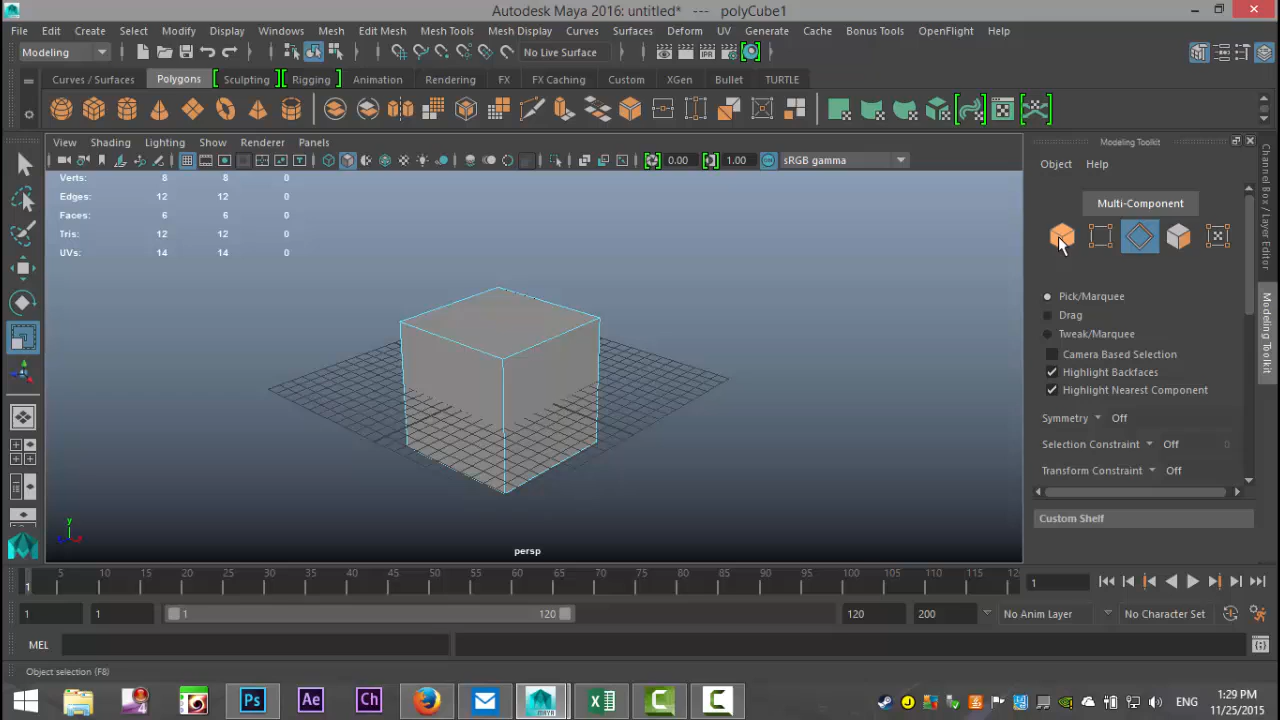 Autodesk Maya 2016: untitled* --- polyCube1
File Edit Create Select Modify Display Windows Mesh Edit Mesh Mesh Tools Mesh Display Curves Surfaces Deform UV Generate Cache Bonus Tools OpenFlight Help
Modeling No Live Surface
Curves / Surfaces Polygons Sculpting Rigging Animation Rendering FX FX Caching Custom XGen Bullet TURTLE
View Shading Lighting Show Renderer Panels
0.00 1.00 sRGB gamma
Verts: 8 8 0
Edges: 12 12 0
Faces: 6 6 0
Tris: 12 12 0
UVs: 14 14 0
y
persp
Modeling Toolkit
Object Help
Multi-Component
Pick/Marquee
Drag
Tweak/Marquee
Camera Based Selection
Highlight Backfaces
Highlight Nearest Component
Symmetry Off
Selection Constraint Off 0
Transform Constraint Off
Custom Shelf
Channel Box / Layer Editor
Modeling Toolkit
1 5 10 15 20 25 30 35 40 45 50 55 60 65 70 75 80 85 90 95 100 105 110 115 12
1
1 1 1 120 120 200 No Anim Layer No Character Set
MEL
Object selection (F8)
Ps Ae Ch MAYA ENG
1:29 PM
11/25/2015